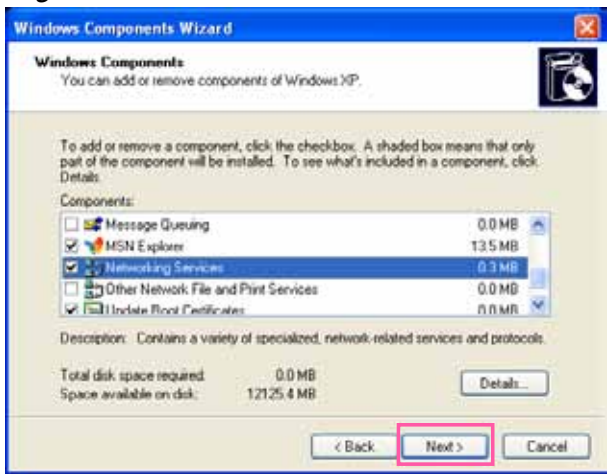 Windows Components Wizard
Windows Components
You can add or remove components of Windows XP.
To add or remove a component, click the checkbox. A shaded box means that only
part of the component will be installed. To see what's included in a component, click
Details.
Components:
Message Queuing 0.0 MB
MSN Explorer 13.5 MB
Networking Services 0.3 MB
Other Network File and Print Services 0.0 MB
Update Root Certificates 0.0 MB
Description: Contains a variety of specialized, network-related services and protocols.
Total disk space required: 0.0 MB
Space available on disk: 12125.4 MB
Details...
< Back Next > Cancel